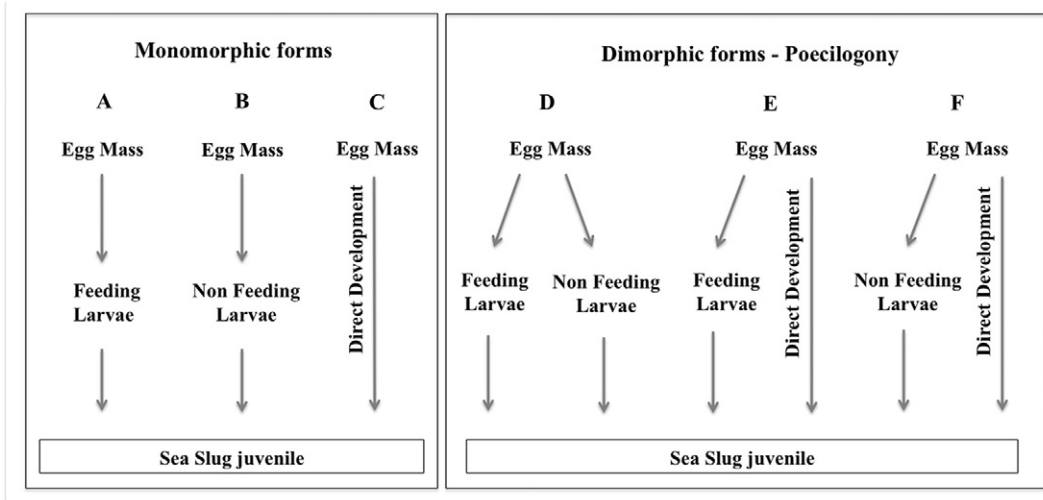 Monomorphic forms
A
B
C
Egg Mass
Egg Mass
Egg Mass
Feeding
Larvae
Non Feeding
Larvae
Direct Development
Sea Slug juvenile
Dimorphic forms - Poecilogony
D
E
F
Egg Mass
Egg Mass
Egg Mass
Feeding
Larvae
Non Feeding
Larvae
Feeding
Larvae
Direct Development
Non Feeding
Larvae
Direct Development
Sea Slug juvenile